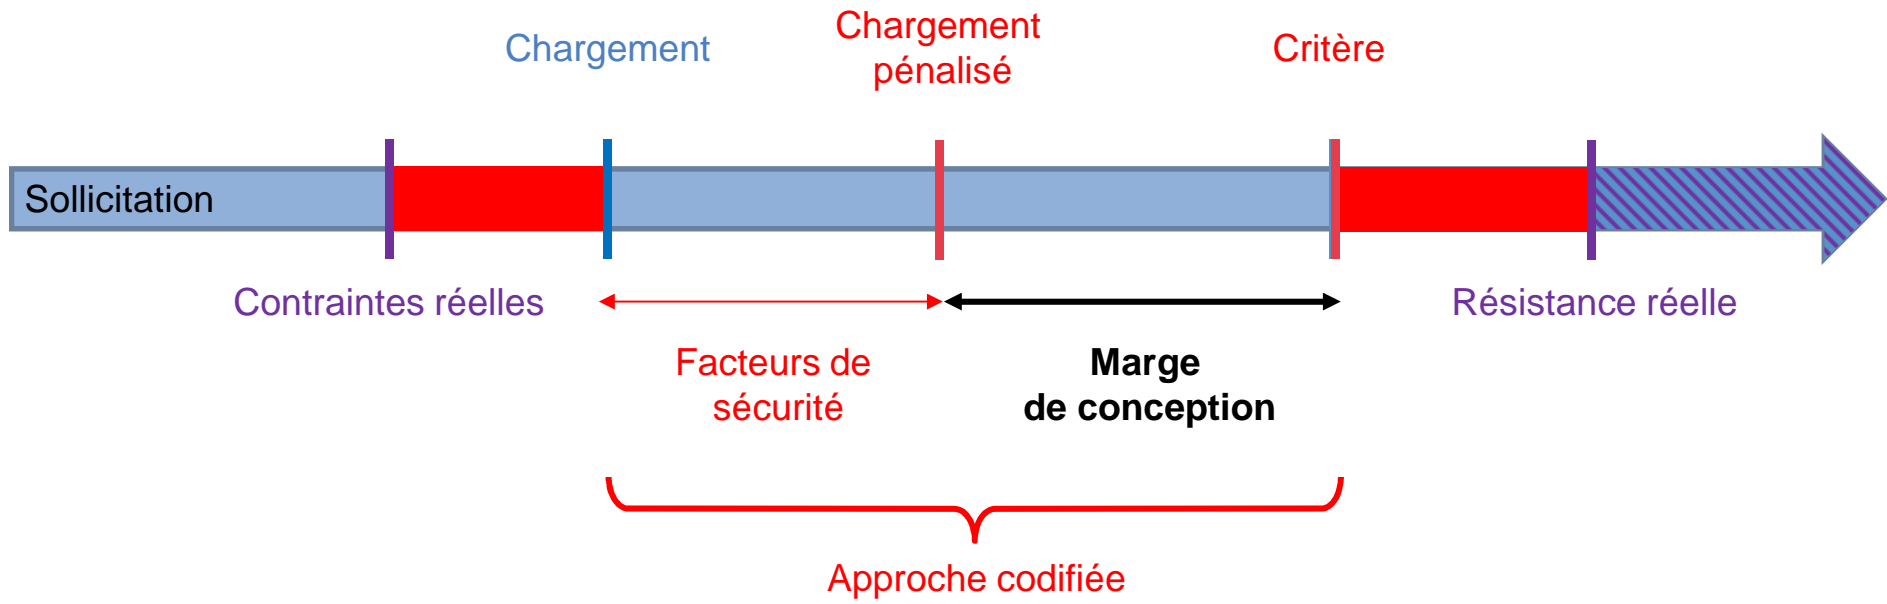 Chargement
Chargement
pénalisé
Critère
Sollicitation
Contraintes réelles
Résistance réelle
Facteurs de
sécurité
Marge
de conception
Approche codifiée